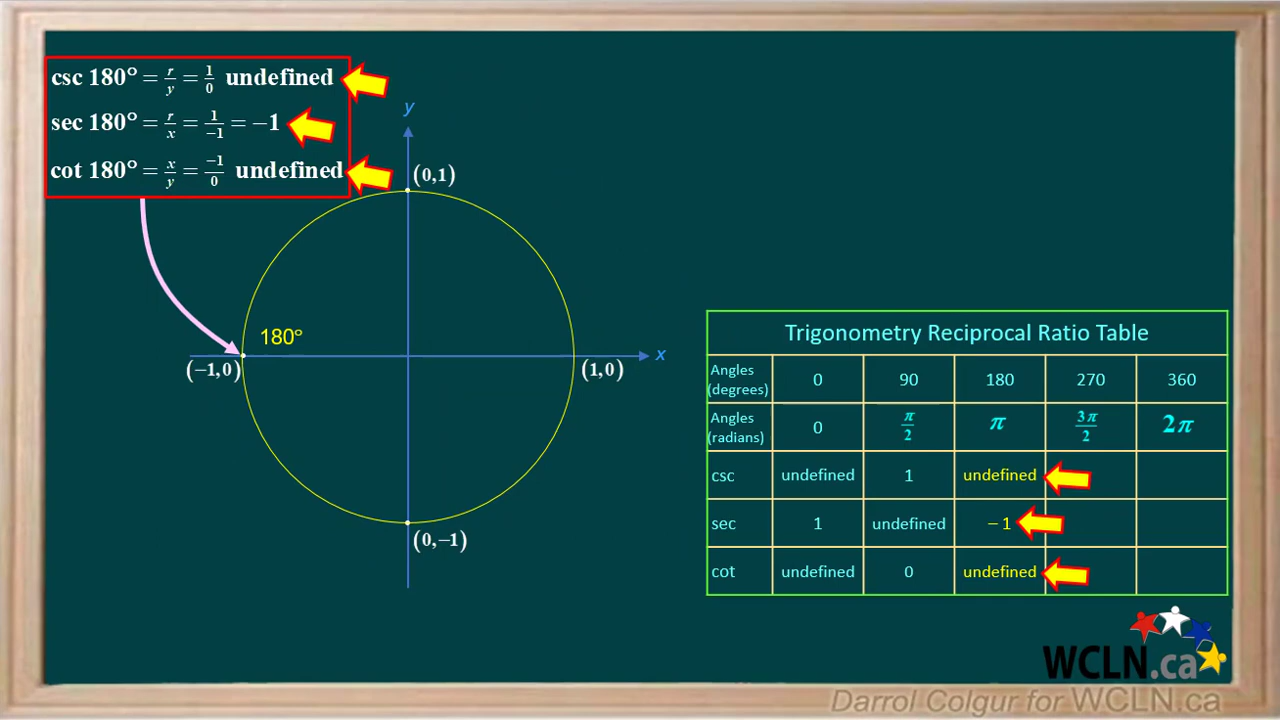 csc 180° = r/y = 1/0 undefined
sec 180° = r/x = 1/−1 = −1
cot 180° = x/y = −1/0 undefined
y
(0,1)
180°
x
(−1,0)
(1,0)
(0,−1)
Trigonometry Reciprocal Ratio Table
Angles (degrees) 0 90 180 270 360
Angles (radians) 0 π/2 π 3π/2 2π
csc undefined 1 undefined
sec 1 undefined −1
cot undefined 0 undefined
WCLN.ca
Darrol Colgur for WCLN.ca